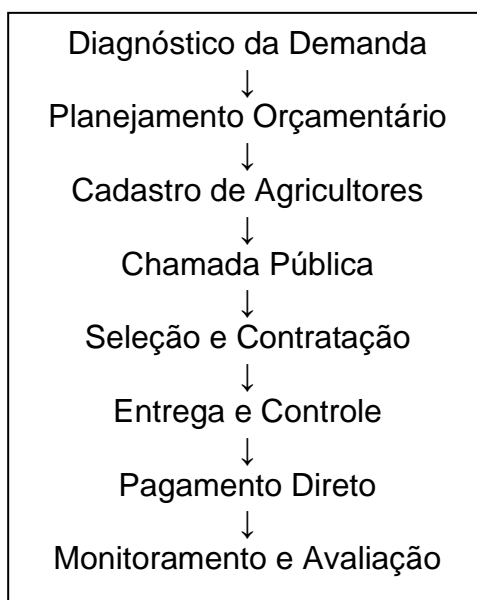 Diagnóstico da Demanda
↓
Planejamento Orçamentário
↓
Cadastro de Agricultores
↓
Chamada Pública
↓
Seleção e Contratação
↓
Entrega e Controle
↓
Pagamento Direto
↓
Monitoramento e Avaliação